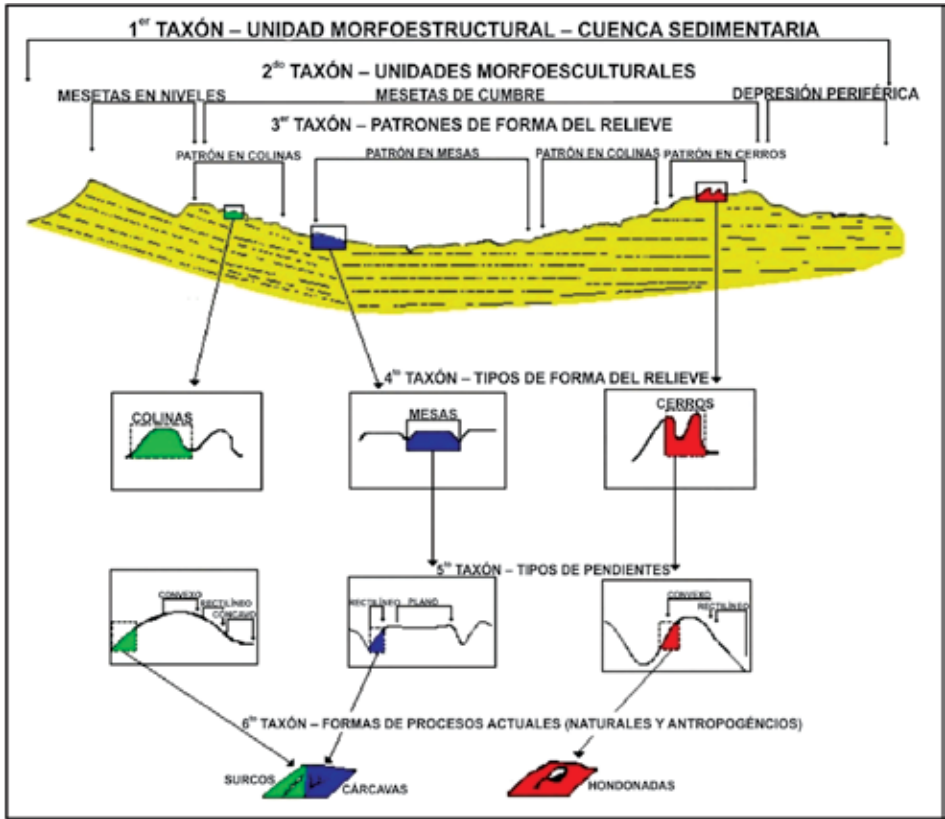 1er TAXÓN – UNIDAD MORFOESTRUCTURAL – CUENCA SEDIMENTARIA
2do TAXÓN – UNIDADES MORFOESCULTURALES
MESETAS EN NIVELES
MESETAS DE CUMBRE
DEPRESIÓN PERIFÉRICA
3er TAXÓN – PATRONES DE FORMA DEL RELIEVE
PATRÓN EN COLINAS
PATRÓN EN MESAS
PATRÓN EN COLINAS
PATRÓN EN CERROS
4to TAXÓN – TIPOS DE FORMA DEL RELIEVE
COLINAS
MESAS
CERROS
5to TAXÓN – TIPOS DE PENDIENTES
CONVEXO
RECTILÍNEO
CÓNCAVO
RECTILÍNEO
PLANO
CONVEXO
RECTILÍNEO
6to TAXÓN – FORMAS DE PROCESOS ACTUALES (NATURALES Y ANTROPOGÉNCIOS)
SURCOS
CÁRCAVAS
HONDONADAS